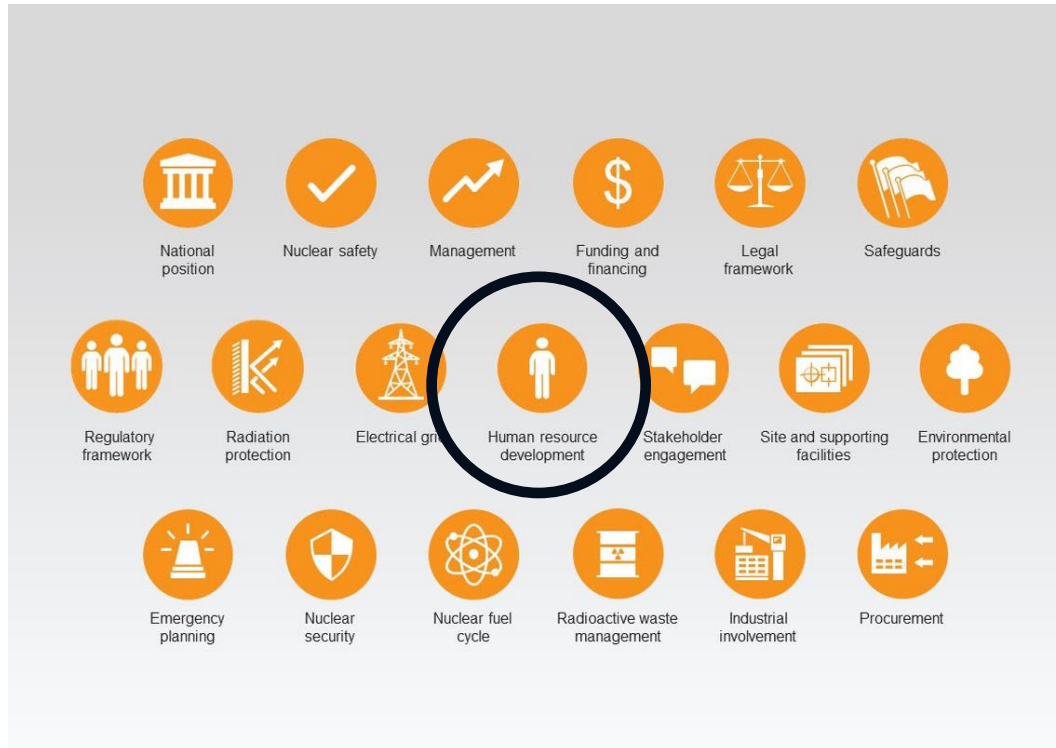 National
position
Nuclear safety
Management
Funding and
financing
Legal
framework
Safeguards
Regulatory
framework
Radiation
protection
Electrical gri
Human resource
development
Stakeholder
engagement
Site and supporting
facilities
Environmental
protection
Emergency
planning
Nuclear
security
Nuclear fuel
cycle
Radioactive waste
management
Industrial
involvement
Procurement